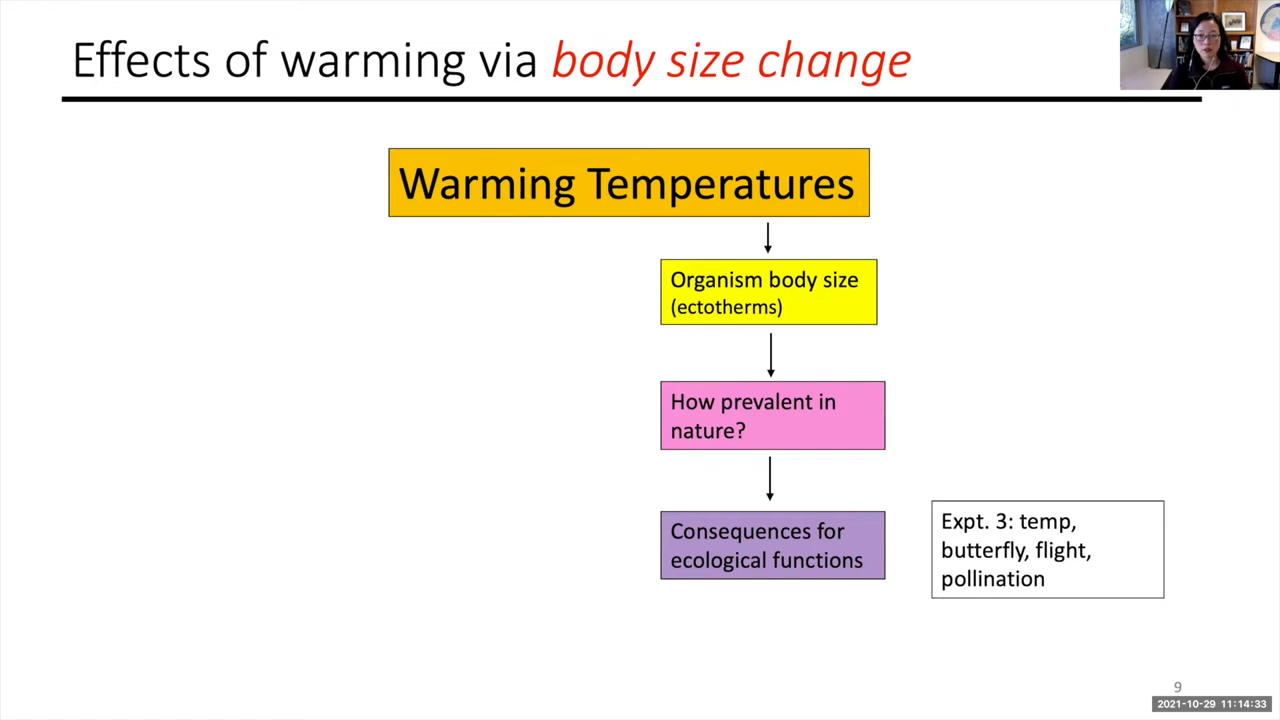 Effects of warming via body size change
Warming Temperatures
Organism body size
(ectotherms)
How prevalent in
nature?
Consequences for
ecological functions
Expt. 3: temp,
butterfly, flight,
pollination
9
2021-10-29 11:14:33